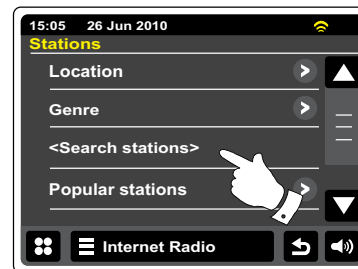 15:05 26 Jun 2010
Stations
Location
Genre
<Search stations>
Popular stations
Internet Radio